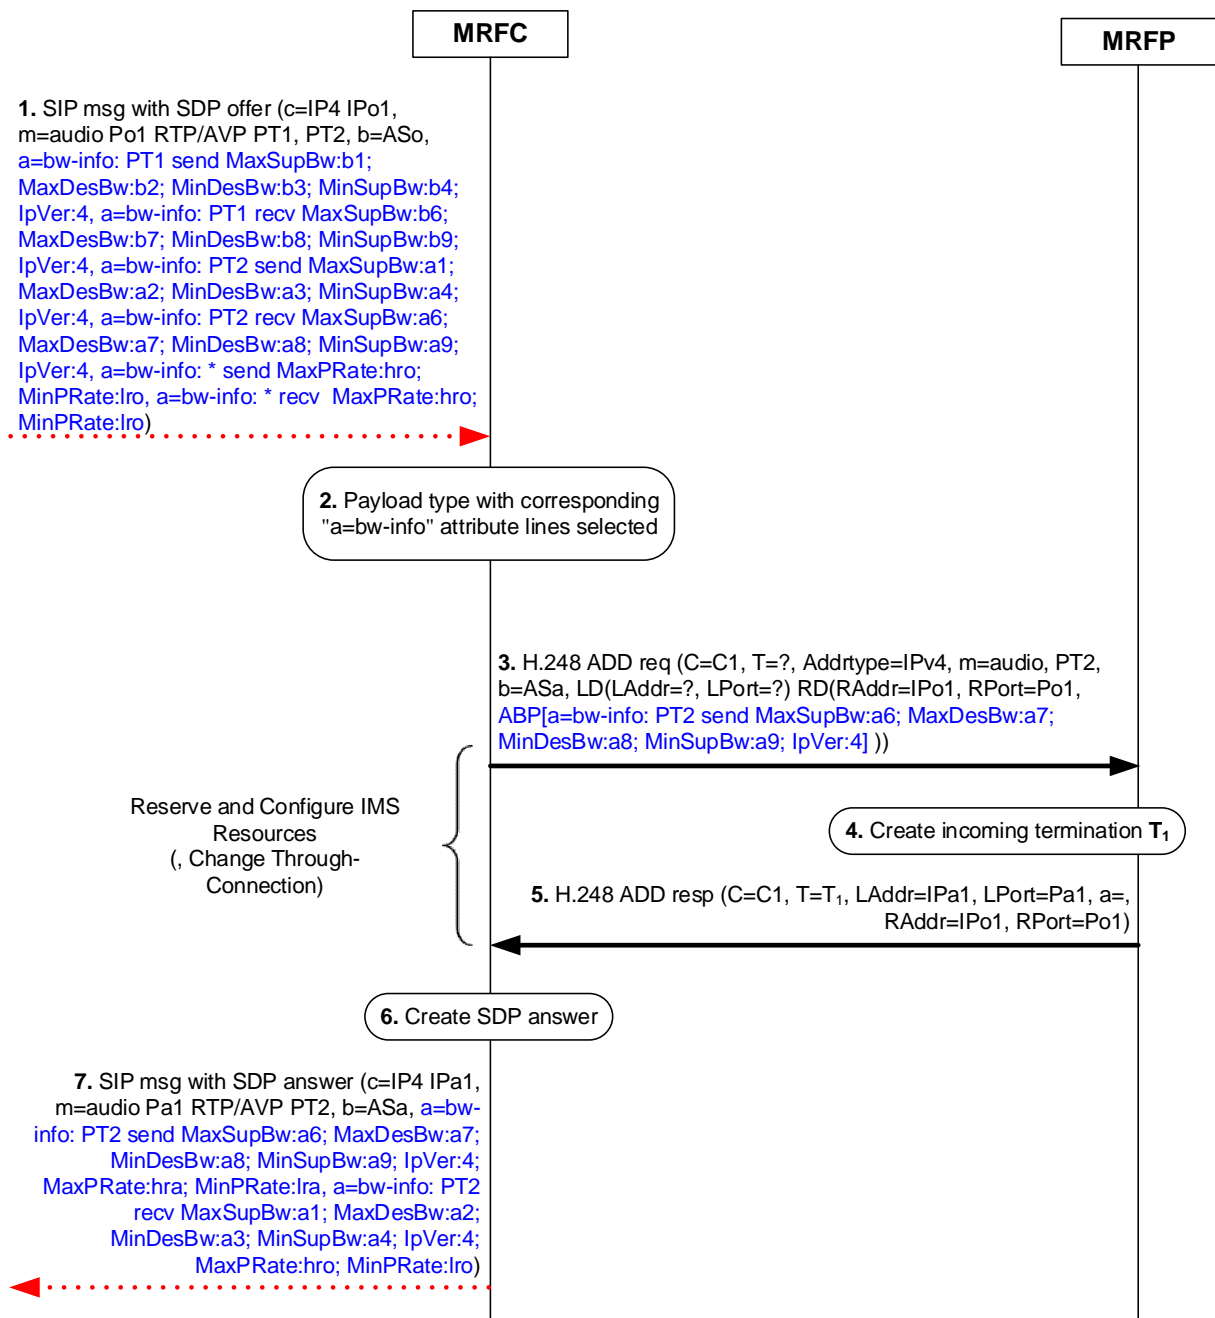 MRFC
MRFP
1. SIP msg with SDP offer (c=IP4 IPo1,
m=audio Po1 RTP/AVP PT1, PT2, b=ASo,
a=bw-info: PT1 send MaxSupBw:b1;
MaxDesBw:b2; MinDesBw:b3; MinSupBw:b4;
IpVer:4, a=bw-info: PT1 recv MaxSupBw:b6;
MaxDesBw:b7; MinDesBw:b8; MinSupBw:b9;
IpVer:4, a=bw-info: PT2 send MaxSupBw:a1;
MaxDesBw:a2; MinDesBw:a3; MinSupBw:a4;
IpVer:4, a=bw-info: PT2 recv MaxSupBw:a6;
MaxDesBw:a7; MinDesBw:a8; MinSupBw:a9;
IpVer:4, a=bw-info: * send MaxPRate:hro;
MinPRate:lro, a=bw-info: * recv MaxPRate:hro;
MinPRate:lro)
2. Payload type with corresponding
"a=bw-info" attribute lines selected
3. H.248 ADD req (C=C1, T=?, Addrtype=IPv4, m=audio, PT2,
b=ASa, LD(LAddr=?, LPort=?) RD(RAddr=IPo1, RPort=Po1,
ABP[a=bw-info: PT2 send MaxSupBw:a6; MaxDesBw:a7;
MinDesBw:a8; MinSupBw:a9; IpVer:4] ))
Reserve and Configure IMS
Resources
(, Change Through-
Connection)
4. Create incoming termination T1
5. H.248 ADD resp (C=C1, T=T1, LAddr=IPa1, LPort=Pa1, a=,
RAddr=IPo1, RPort=Po1)
6. Create SDP answer
7. SIP msg with SDP answer (c=IP4 IPa1,
m=audio Pa1 RTP/AVP PT2, b=ASa, a=bw-
info: PT2 send MaxSupBw:a6; MaxDesBw:a7;
MinDesBw:a8; MinSupBw:a9; IpVer:4;
MaxPRate:hra; MinPRate:lra, a=bw-info: PT2
recv MaxSupBw:a1; MaxDesBw:a2;
MinDesBw:a3; MinSupBw:a4; IpVer:4;
MaxPRate:hro; MinPRate:lro)